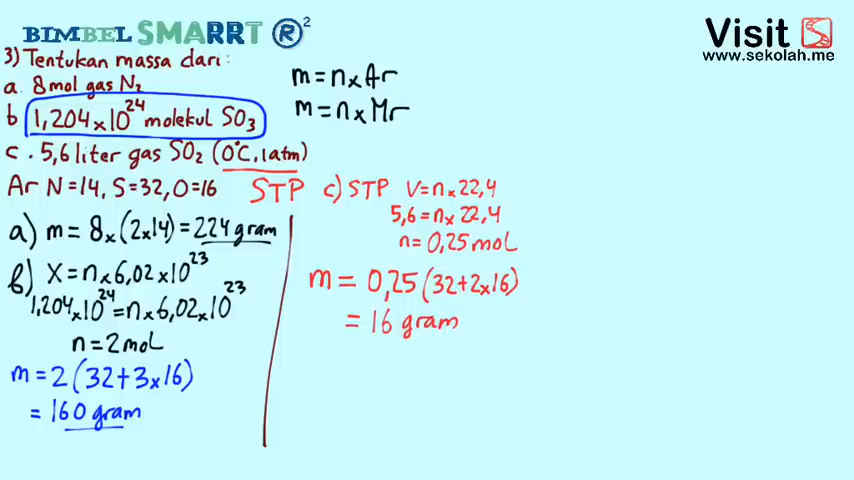 BIMBEL SMARRT ®²
Visit S
www.sekolah.me
3) Tentukan massa dari:
a. 8 mol gas N₂
b 1,204 x 10²⁴ molekul SO₃
c. 5,6 liter gas SO₂ (0°C, 1 atm)
Ar N = 14, S = 32, O = 16 STP
m = n x Ar
m = n x Mr
a) m = 8 x (2x14) = 224 gram
b) X = n x 6,02 x 10²³
1,204 x 10²⁴ = n x 6,02 x 10²³
n = 2 mol
m = 2 (32 + 3 x 16)
= 160 gram
c) STP V = n x 22,4
5,6 = n x 22,4
n = 0,25 mol
m = 0,25 (32 + 2 x 16)
= 16 gram